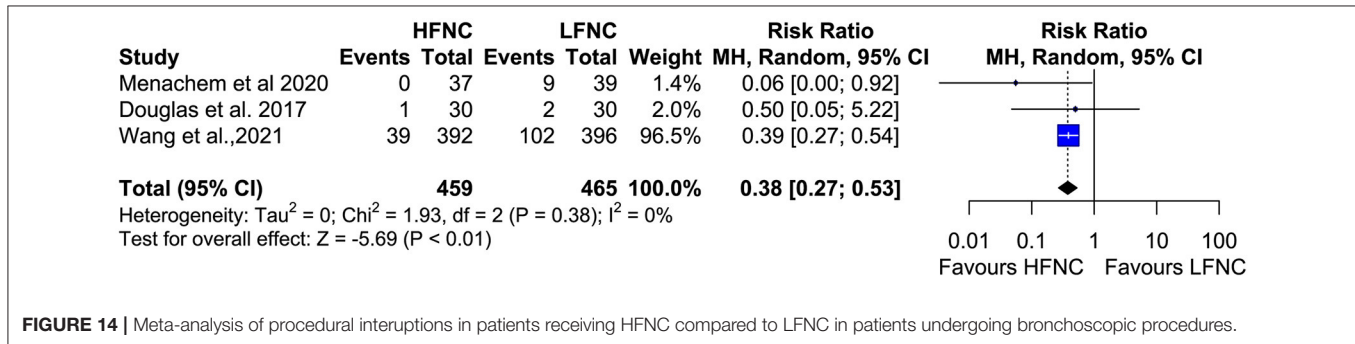 HFNC LFNC Risk Ratio Risk Ratio
Study Events Total Events Total Weight MH, Random, 95% CI MH, Random, 95% CI
Menachem et al 2020 0 37 9 39 1.4% 0.06 [0.00; 0.92]
Douglas et al. 2017 1 30 2 30 2.0% 0.50 [0.05; 5.22]
Wang et al.,2021 39 392 102 396 96.5% 0.39 [0.27; 0.54]
Total (95% CI) 459 465 100.0% 0.38 [0.27; 0.53]
Heterogeneity: Tau² = 0; Chi² = 1.93, df = 2 (P = 0.38); I² = 0%
Test for overall effect: Z = -5.69 (P < 0.01)
0.01 0.1 1 10 100
Favours HFNC Favours LFNC
FIGURE 14 | Meta-analysis of procedural interuptions in patients receiving HFNC compared to LFNC in patients undergoing bronchoscopic procedures.